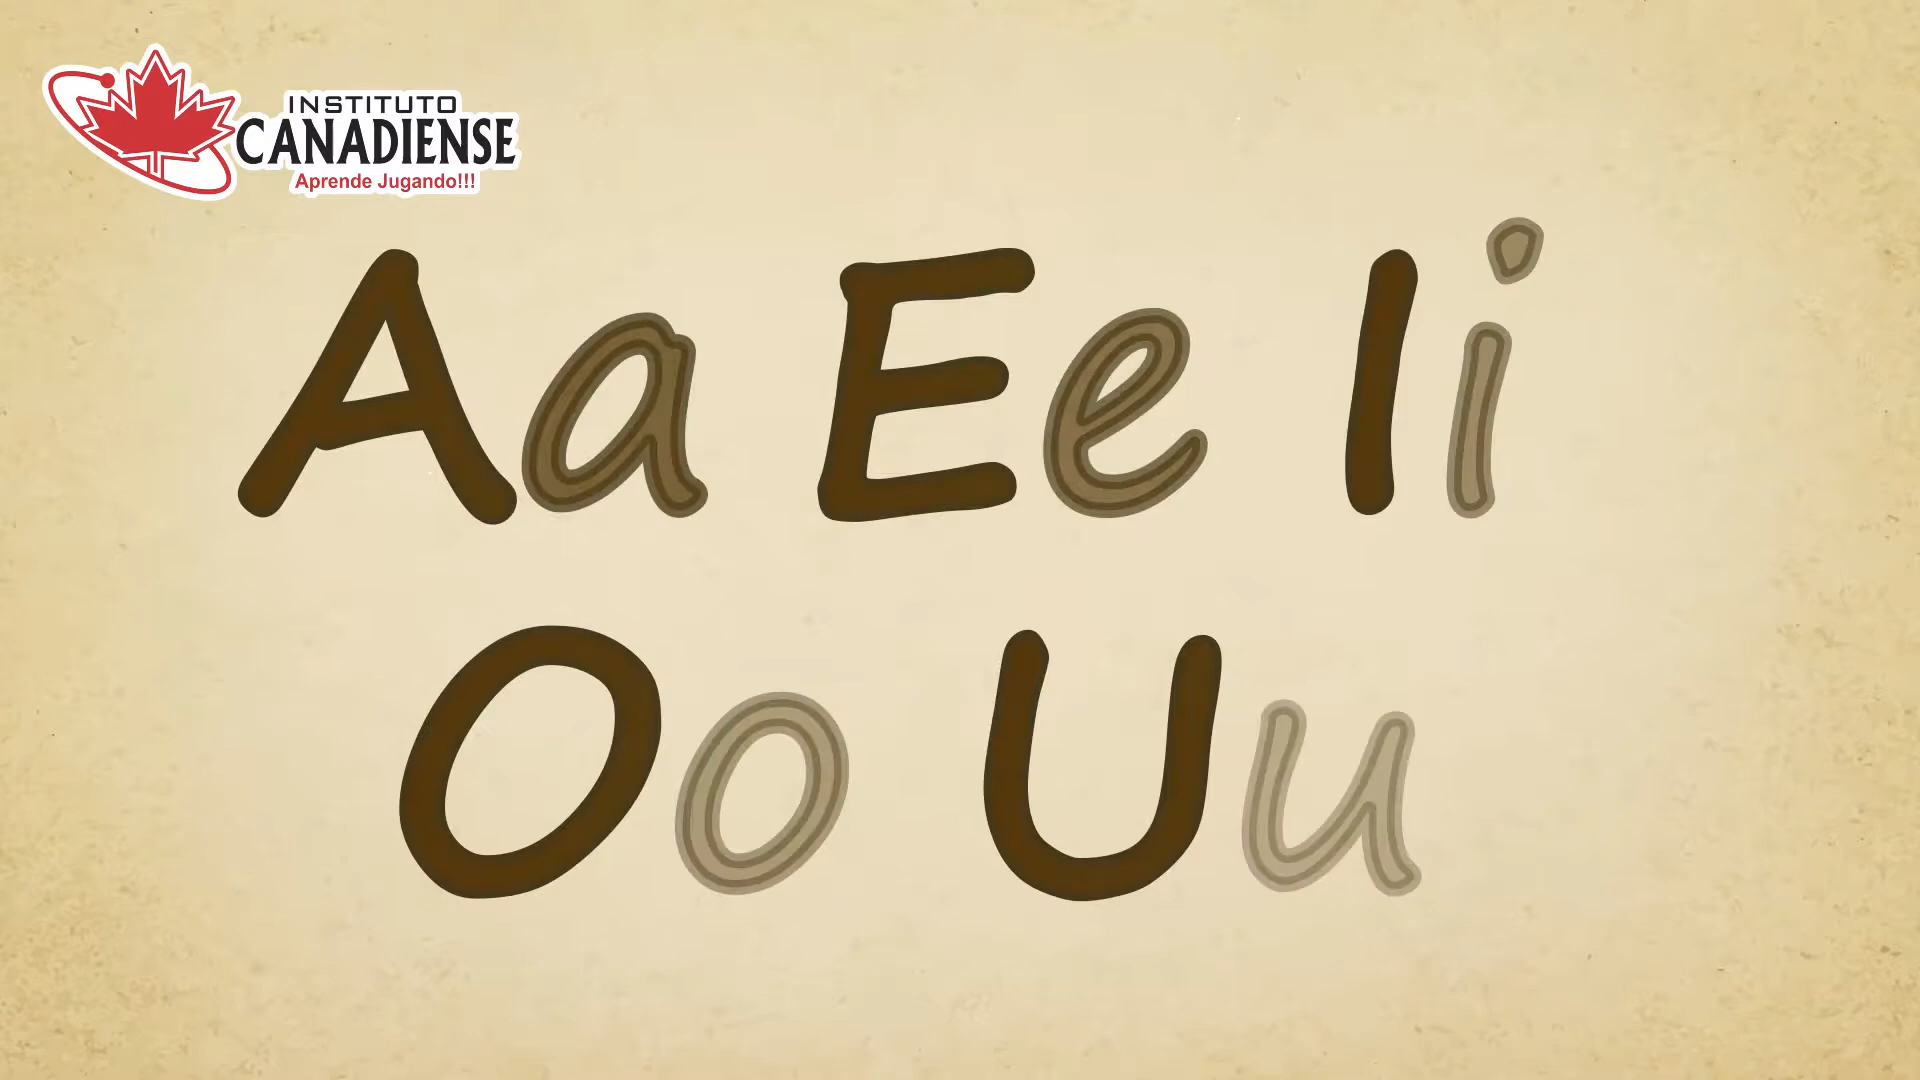 INSTITUTO
CANADIENSE
Aprende Jugando!!!
Aa Ee Ii
Oo Uu